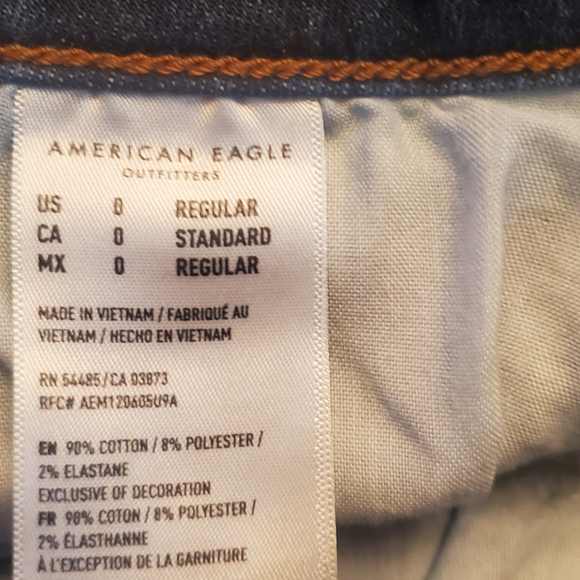 AMERICAN EAGLE
OUTFITTERS
US 0 REGULAR
CA 0 STANDARD
MX 0 REGULAR
MADE IN VIETNAM / FABRIQUÉ AU
VIETNAM / HECHO EN VIETNAM
RN 54485/CA 03873
RFC# AEM120605U9A
EN 90% COTTON / 8% POLYESTER /
2% ELASTANE
EXCLUSIVE OF DECORATION
FR 90% COTON / 8% POLYESTER /
2% ÉLASTHANNE
À L'EXCEPTION DE LA GARNITURE